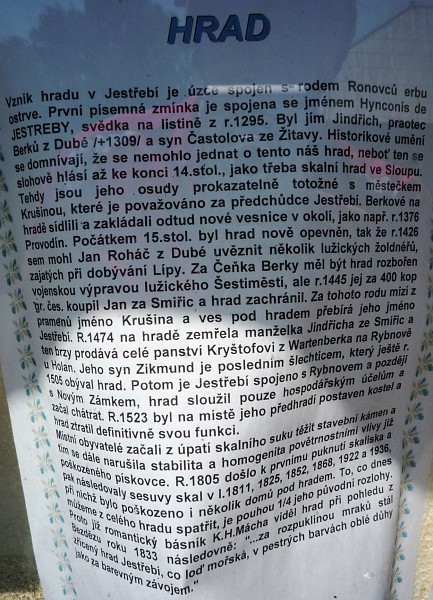 HRAD
Vznik hradu v Jestřebí je úzce spojen s rodem Ronovců erbu
ostrve. První písemná zmínka je spojena se jménem Hynconis de
JESTREBY, svědka na listině z r.1295. Byl jím Jindřich, praotec
Berků z Dubé /+1309/ a syn Častolova ze Žitavy. Historikové umění
se domnívají, že se nemohlo jednat o tento náš hrad, neboť ten se
slohově hlásí až ke konci 14.stol., jako třeba skalní hrad ve Sloupu.
Tehdy jsou jeho osudy prokazatelně totožné s městečkem
Krušinou, které je považováno za předchůdce Jestřebí. Berkové na
hradě sídlili a zakládali odtud nové vesnice v okolí, jako např. r.1376
Provodín. Počátkem 15.stol. byl hrad nově opevněn, tak že r.1426
sem mohl Jan Roháč z Dubé uvěznit několik lužických žoldnéřů,
zajatých při dobývání Lípy. Za Čeňka Berky měl být hrad rozbořen
vojenskou výpravou lužického Šestiměstí, ale r.1445 jej za 400 kop
gr. čes. koupil Jan za Smiřic a hrad zachránil. Za tohoto rodu mizí z
pramenů jméno Krušina a ves pod hradem přebírá jeho jméno
Jestřebí. R.1474 na hradě zemřela manželka Jindřicha ze Smiřic a
ten brzy prodává celé panství Kryštofovi z Wartenberka na Rybnově
u Holan. Jeho syn Zikmund je posledním šlechticem, který ještě r.
1505 obýval hrad. Potom je Jestřebí spojeno s Rybnovem a později
s Novým Zámkem, hrad sloužil pouze hospodářským účelům a
začal chátrat. R.1523 byl na místě jeho předhradí postaven kostel a
hrad ztratil definitivně svou funkci.
Místní obyvatelé začali z úpatí skalního suku těžit stavební kámen a
tím se dále narušila stabilita a homogenita povětrnostními vlivy již
poškozeného pískovce. R.1805 došlo k prvnímu puknutí skaliska a
pak následovaly sesuvy skal v l.1811, 1825, 1852, 1868, 1922 a 1936,
při nichž bylo poškozeno i několik domů pod hradem. To, co dnes
můžeme z celého hradu spatřit, je pouhou 1/4 jeho původní rozlohy.
Proto již romantický básník K.H.Mácha viděl hrad při pohledu z
Bezdězu roku 1833 následovně: "...za rozpuklinou mraků stál
zřícený hrad Jestřebí, co loď mořská, v pestrých barvách oblé dúhy
jako za barevným závojem."